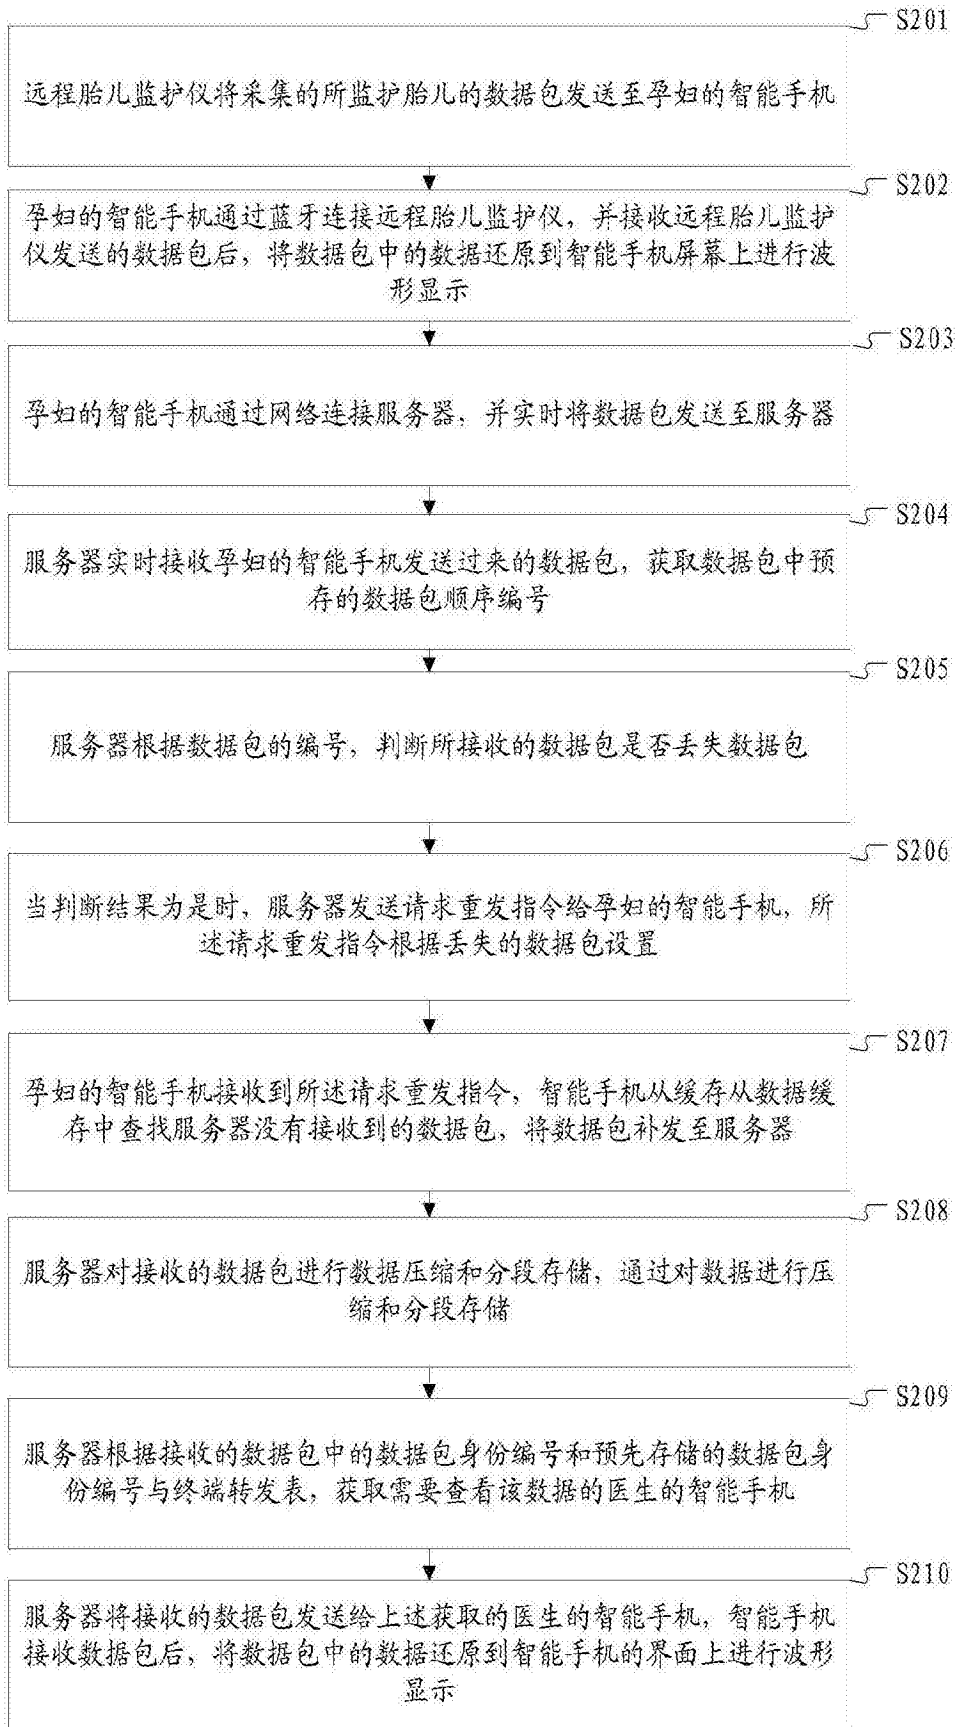 S201
远程胎儿监护仪将采集的所监护胎儿的数据包发送至孕妇的智能手机
S202
孕妇的智能手机通过蓝牙连接远程胎儿监护仪，并接收远程胎儿监护
仪发送的数据包后，将数据包中的数据还原到智能手机屏幕上进行波
形显示
S203
孕妇的智能手机通过网络连接服务器，并实时将数据包发送至服务器
S204
服务器实时接收孕妇的智能手机发送过来的数据包，获取数据包中预
存的数据包顺序编号
S205
服务器根据数据包的编号，判断所接收的数据包是否丢失数据包
S206
当判断结果为是时，服务器发送请求重发指令给孕妇的智能手机，所
述请求重发指令根据丢失的数据包设置
S207
孕妇的智能手机接收到所述请求重发指令，智能手机从缓存从数据缓
存中查找服务器没有接收到的数据包，将数据包补发至服务器
S208
服务器对接收的数据包进行数据压缩和分段存储，通过对数据进行压
缩和分段存储
S209
服务器根据接收的数据包中的数据包身份编号和预先存储的数据包身
份编号与终端转发表，获取需要查看该数据的医生的智能手机
S210
服务器将接收的数据包发送给上述获取的医生的智能手机，智能手机
接收数据包后，将数据包中的数据还原到智能手机的界面上进行波形
显示